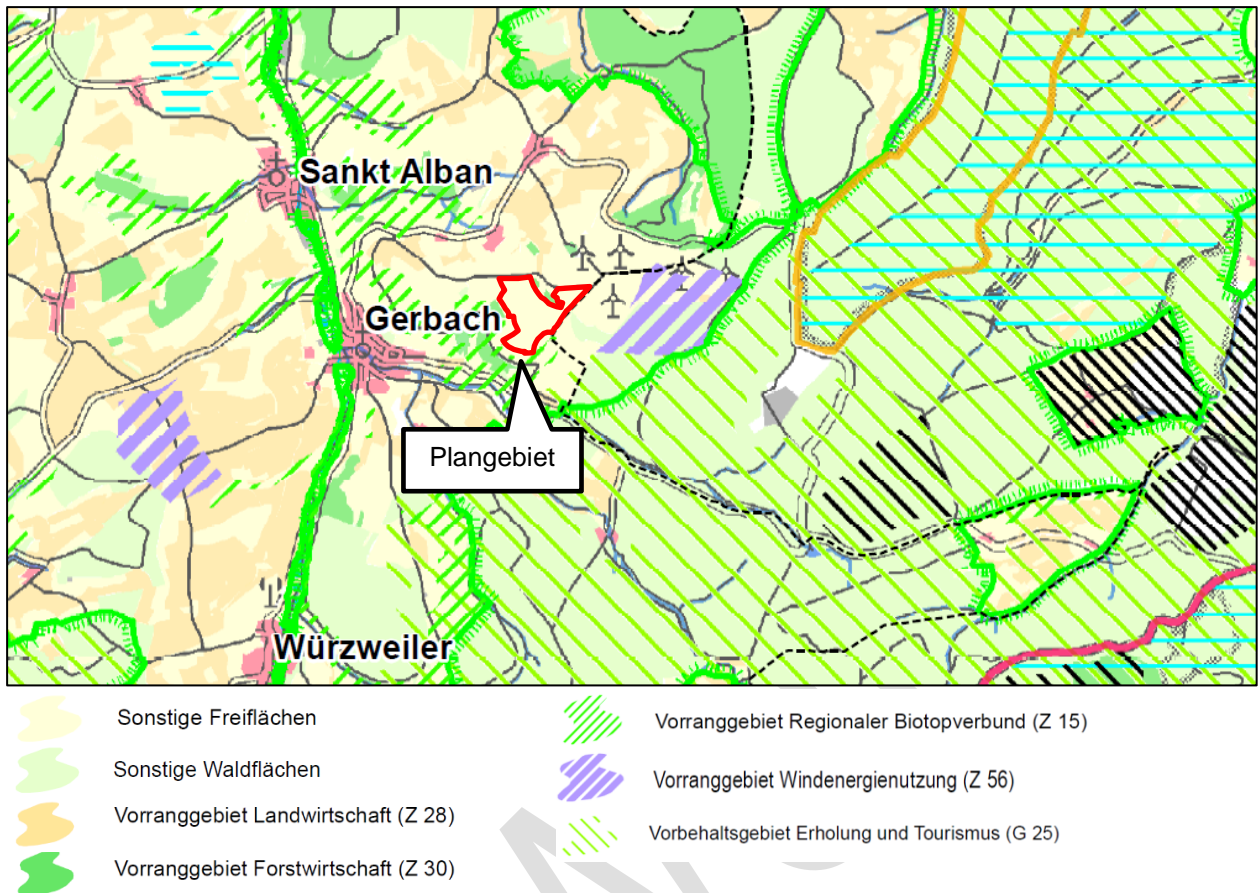 Sankt Alban
Gerbach
Plangebiet
Würzweiler
Sonstige Freiflächen
Sonstige Waldflächen
Vorranggebiet Landwirtschaft (Z 28)
Vorranggebiet Forstwirtschaft (Z 30)
Vorranggebiet Regionaler Biotopverbund (Z 15)
Vorranggebiet Windenergienutzung (Z 56)
Vorbehaltsgebiet Erholung und Tourismus (G 25)